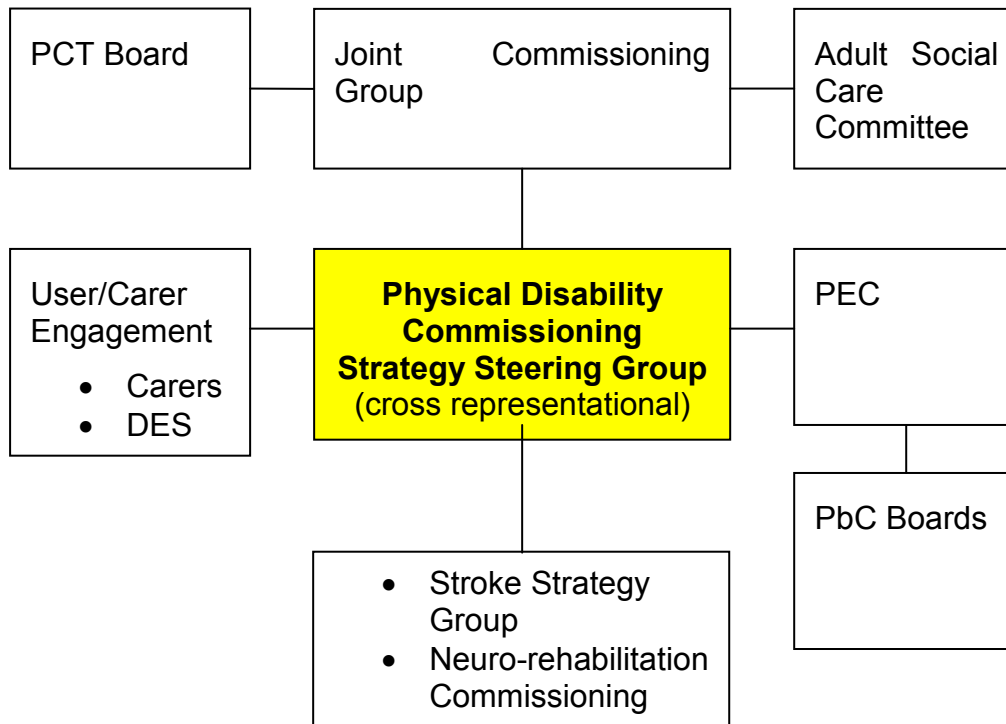 PCT Board
Joint Commissioning
Group
Adult Social
Care
Committee
User/Carer
Engagement
• Carers
• DES
Physical Disability
Commissioning
Strategy Steering Group
(cross representational)
PEC
PbC Boards
• Stroke Strategy
Group
• Neuro-rehabilitation
Commissioning